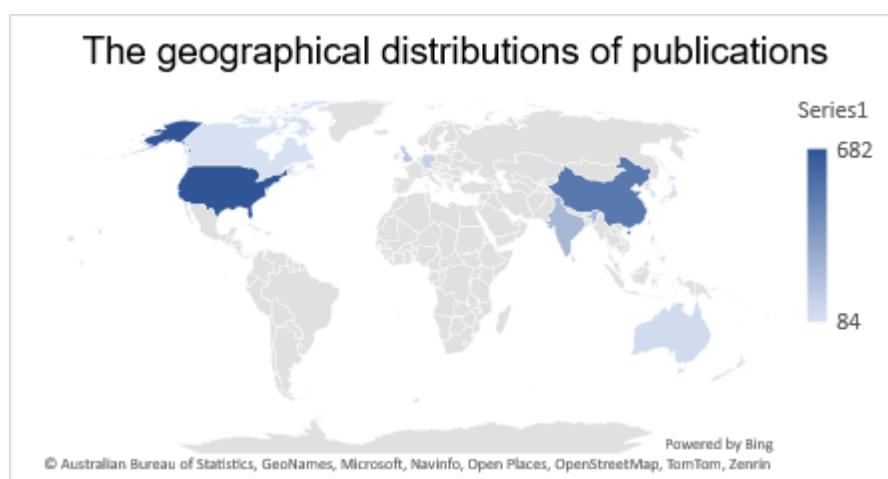 The geographical distributions of publications
Series1
682
84
Powered by Bing
© Australian Bureau of Statistics, GeoNames, Microsoft, Navinfo, Open Places, OpenStreetMap, TomTom, Zenrin